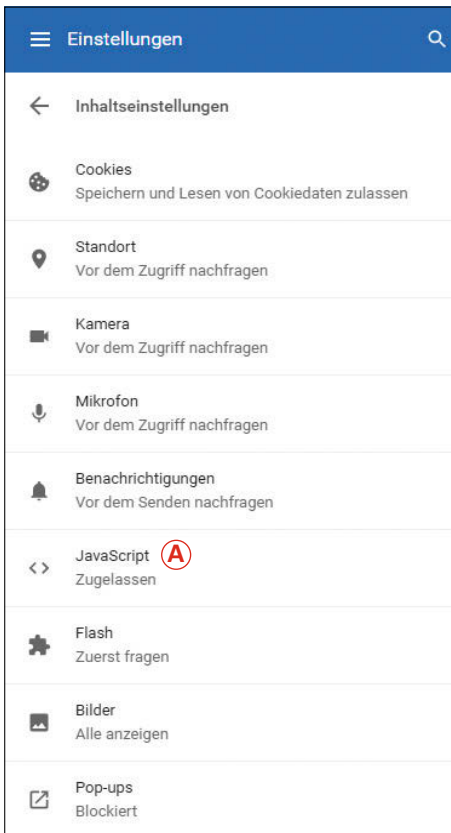 Einstellungen
Inhaltseinstellungen
Cookies
Speichern und Lesen von Cookiedaten zulassen
Standort
Vor dem Zugriff nachfragen
Kamera
Vor dem Zugriff nachfragen
Mikrofon
Vor dem Zugriff nachfragen
Benachrichtigungen
Vor dem Senden nachfragen
JavaScript A
Zugelassen
Flash
Zuerst fragen
Bilder
Alle anzeigen
Pop-ups
Blockiert